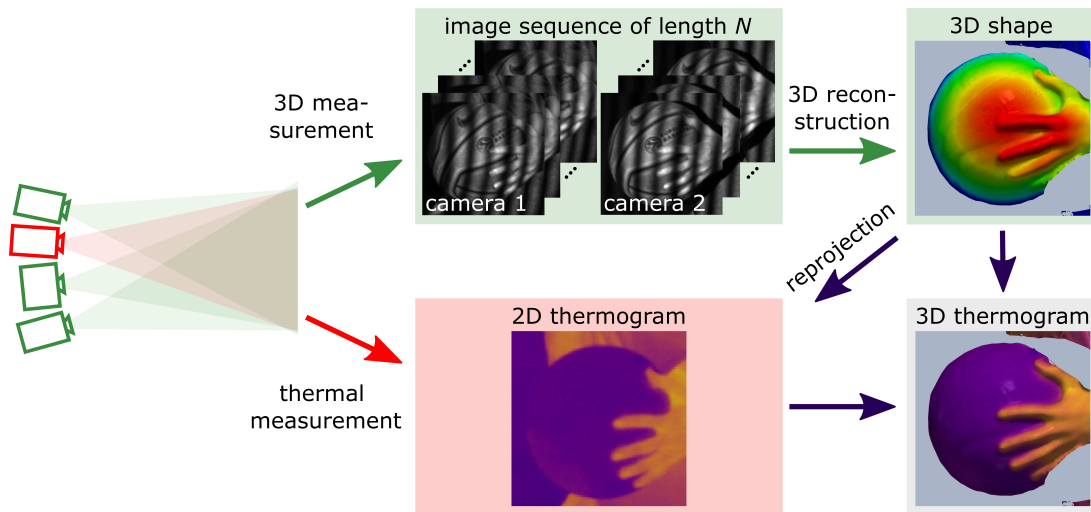 image sequence of length N
3D shape
3D mea-
surement
camera 1
camera 2
3D recon-
struction
reprojection
2D thermogram
3D thermogram
thermal
measurement